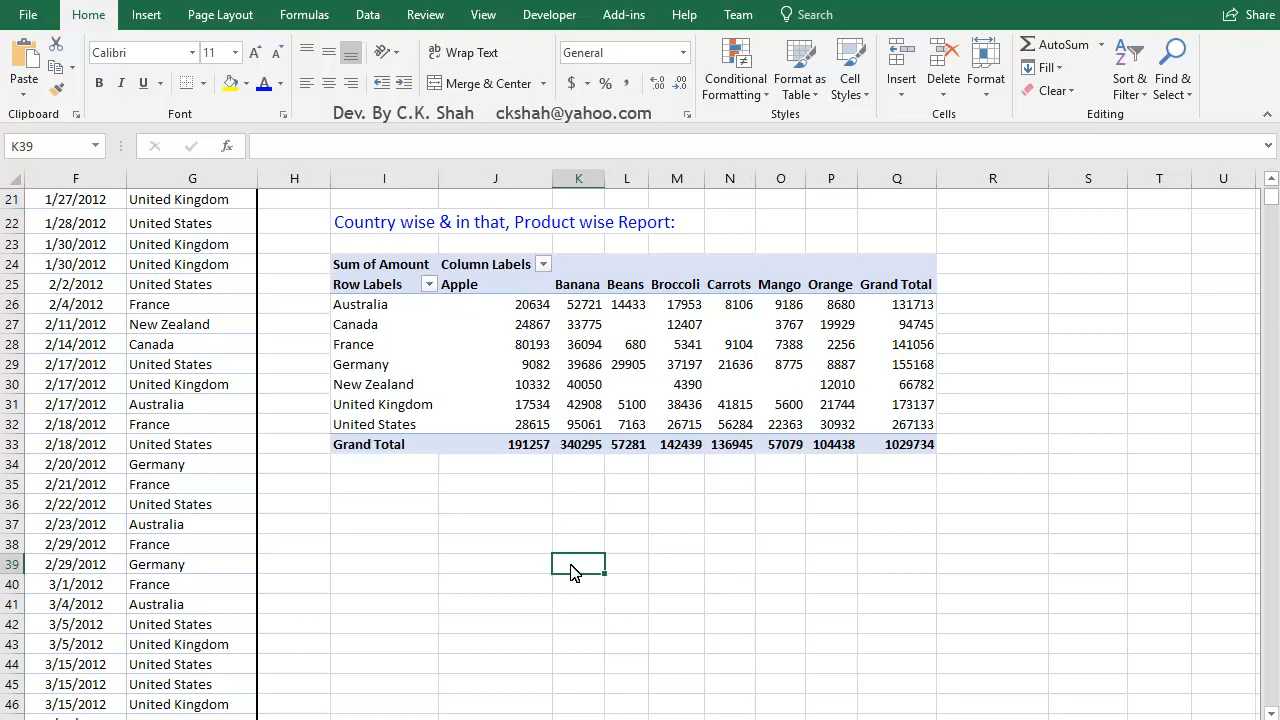 File Home Insert Page Layout Formulas Data Review View Developer Add-ins Help Team Search Share
Calibri 11 Wrap Text General AutoSum
Fill
Paste B I U Merge & Center $ % , Conditional Formatting Format as Table Cell Styles Insert Delete Format Clear Sort & Filter Find & Select
Clipboard Font Dev. By C.K. Shah ckshah@yahoo.com Styles Cells Editing
K39 fx
F G H I J K L M N O P Q R S T U
21 1/27/2012 United Kingdom
22 1/28/2012 United States Country wise & in that, Product wise Report:
23 1/30/2012 United Kingdom
24 1/30/2012 United Kingdom Sum of Amount Column Labels
25 2/2/2012 United States Row Labels Apple Banana Beans Broccoli Carrots Mango Orange Grand Total
26 2/4/2012 France Australia 20634 52721 14433 17953 8106 9186 8680 131713
27 2/11/2012 New Zealand Canada 24867 33775 12407 3767 19929 94745
28 2/14/2012 Canada France 80193 36094 680 5341 9104 7388 2256 141056
29 2/17/2012 United States Germany 9082 39686 29905 37197 21636 8775 8887 155168
30 2/17/2012 United Kingdom New Zealand 10332 40050 4390 12010 66782
31 2/17/2012 Australia United Kingdom 17534 42908 5100 38436 41815 5600 21744 173137
32 2/18/2012 France United States 28615 95061 7163 26715 56284 22363 30932 267133
33 2/18/2012 United States Grand Total 191257 340295 57281 142439 136945 57079 104438 1029734
34 2/20/2012 Germany
35 2/21/2012 France
36 2/22/2012 United States
37 2/23/2012 Australia
38 2/29/2012 France
39 2/29/2012 Germany
40 3/1/2012 France
41 3/4/2012 Australia
42 3/5/2012 United States
43 3/5/2012 United Kingdom
44 3/15/2012 United States
45 3/15/2012 United States
46 3/15/2012 United Kingdom